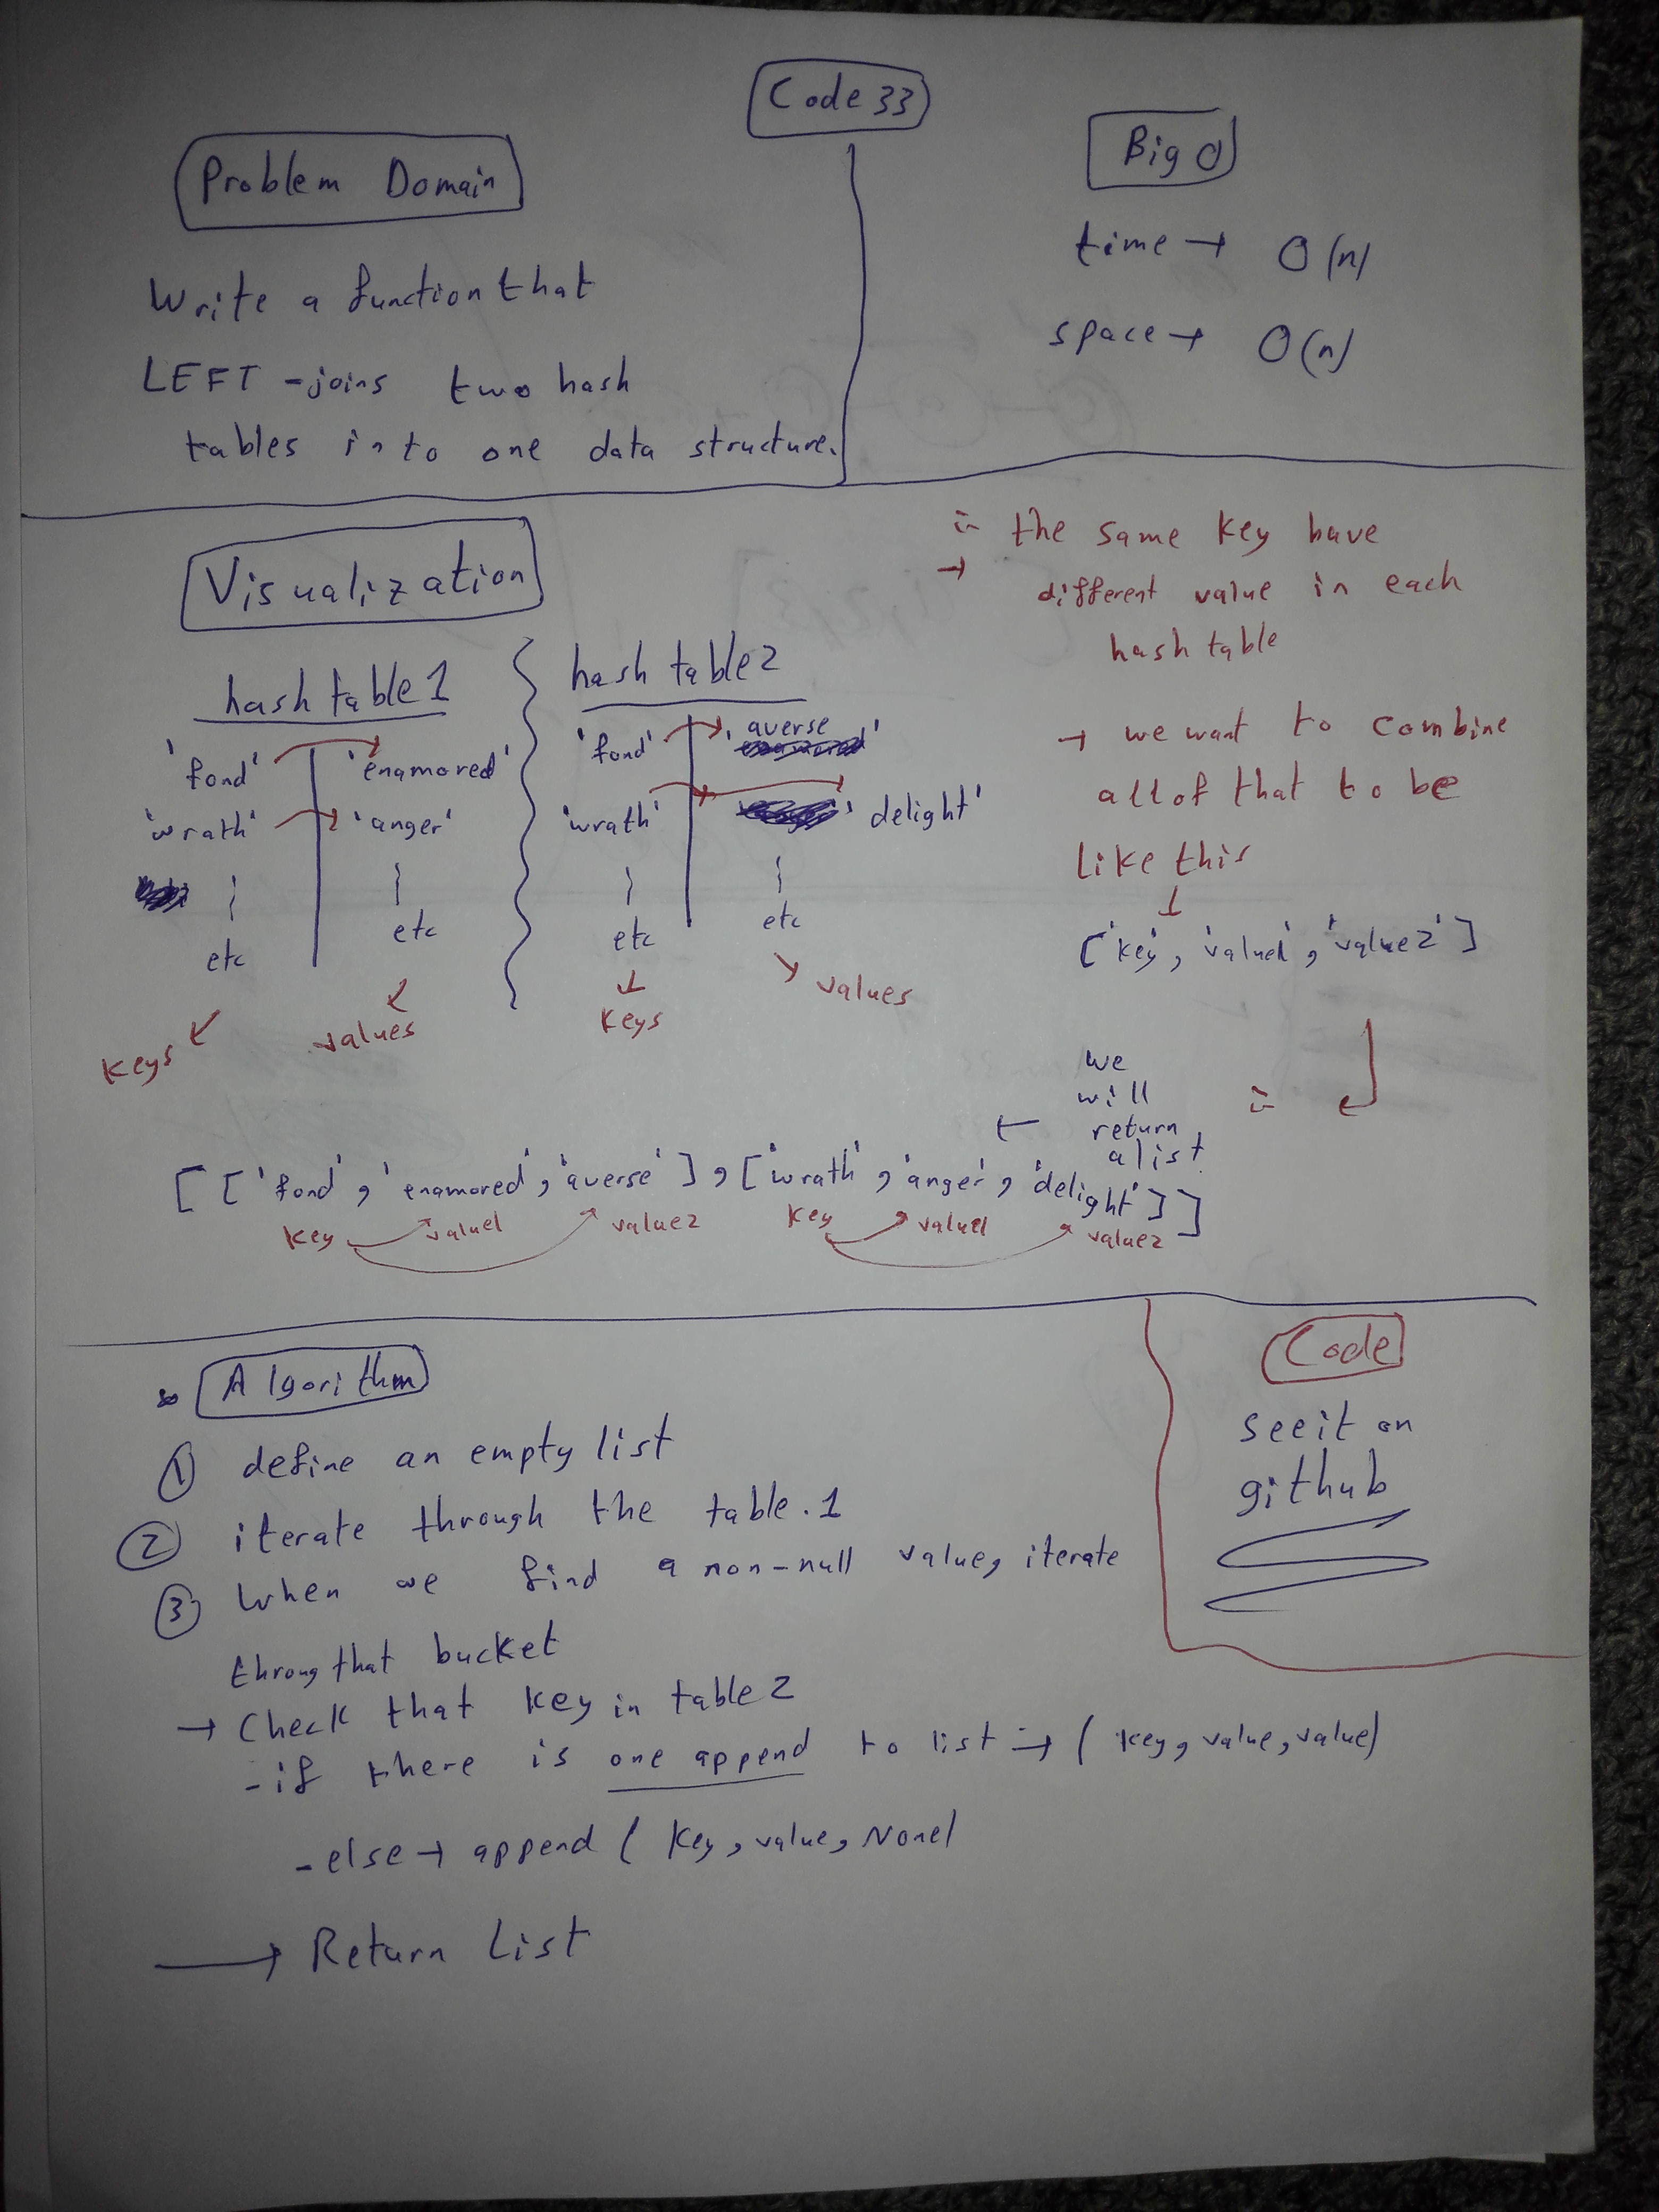 Code 33
Problem Domain
Write a function that
LEFT - joins two hash
tables into one data structure.
Big O
time → O(n)
space → O(n)
Visualization
hash table 1
'fond' 'enamored'
'wrath' 'anger'
etc etc
keys values
hash table 2
'fond' 'averse'
'wrath' 'delight'
etc etc
keys values
the same key have
→ different value in each
hash table
→ we want to combine
all of that to be
like this
['key', 'value1', 'value2']
we
will
return
a list
[['fond', 'enamored', 'averse'], ['wrath', 'anger', 'delight']]
key value1 value2 key value1 value2
Algorithm
① define an empty list
② iterate through the table.1
③ When we find a non-null value, iterate
throug that bucket
→ Check that key in table 2
- if there is one append to list → (key, value, value)
- else → append (key, value, None)
→ Return List
Code
see it on
github